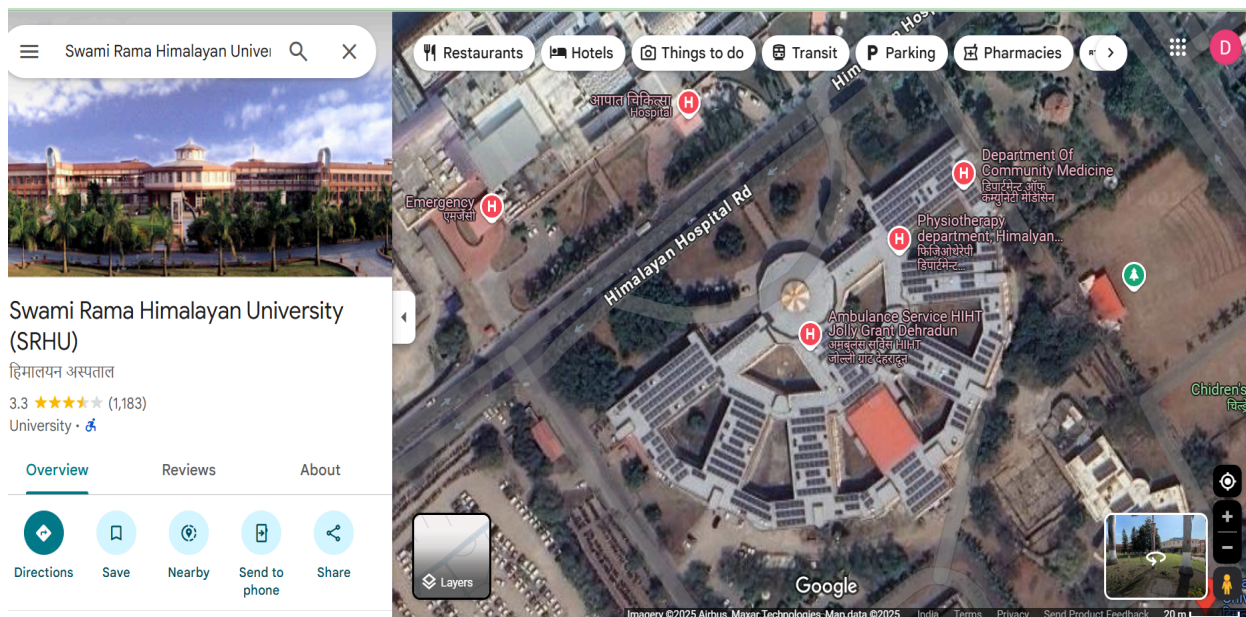 Swami Rama Himalayan Univer
Restaurants
Hotels
Things to do
Transit
Parking
Pharmacies
D
Swami Rama Himalayan University
(SRHU)
हिमालयन अस्पताल
3.3 (1,183)
University ·
Overview
Reviews
About
Directions
Save
Nearby
Send to
phone
Share
आपात चिकित्सा
Hospital
Emergency
एमर्जेंसी
Himalayan Hospital Rd
Department Of
Community Medicine
डिपार्टमेन्ट ऑफ़
कम्युनिटी मेडिसिन
Physiotherapy
department, Himalyan...
फिजिओथेरेपी
डिपार्टमेन्ट...
Ambulance Service HIHT
Jolly Grant Dehradun
अमबुलेंस सर्विस HIHT
जोल्लो ग्रांट देहरादून
Chidren's
Layers
Google
Imagery ©2025 Airbus, Maxar Technologies, Map data ©2025
India
Terms
Privacy
Send Product Feedback
20 m